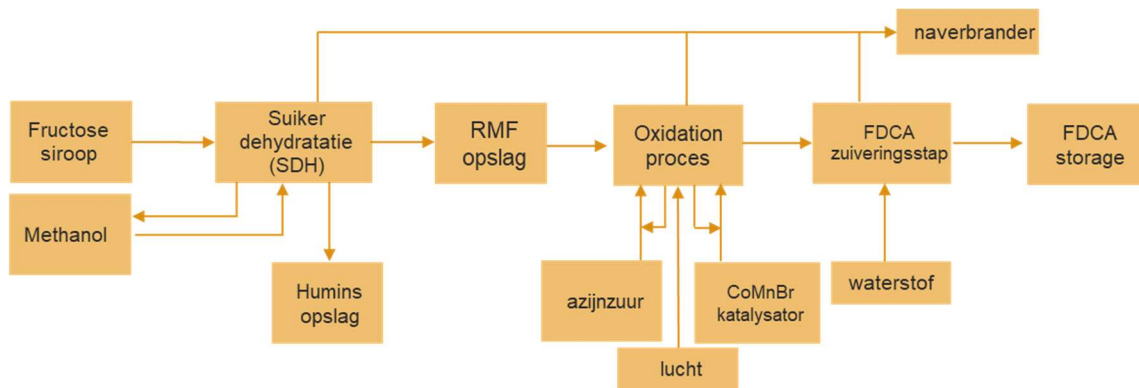 naverbrander
Fructose
siroop
Suiker
dehydratatie
(SDH)
RMF
opslag
Oxidation
proces
FDCA
zuiveringsstap
FDCA
storage
Methanol
Humins
opslag
azijnzuur
CoMnBr
katalysator
waterstof
lucht